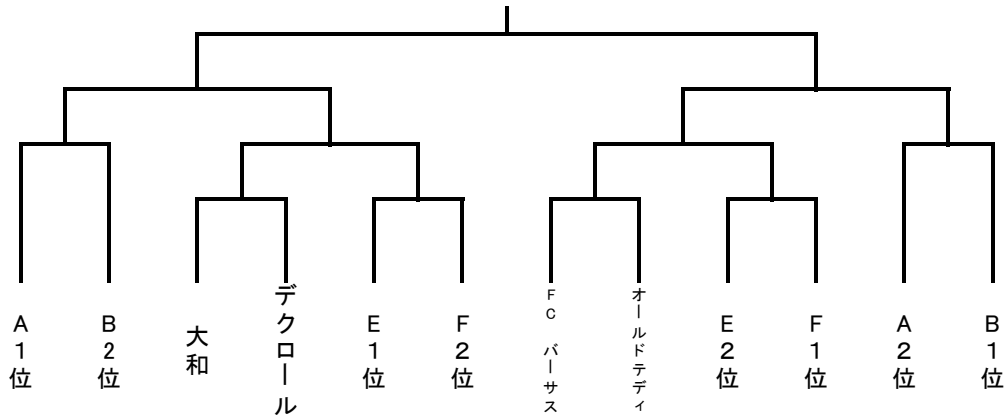 A1位
B2位
大和
デクロール
E1位
F2位
FC バーサス
オールドテディ
E2位
F1位
A2位
B1位